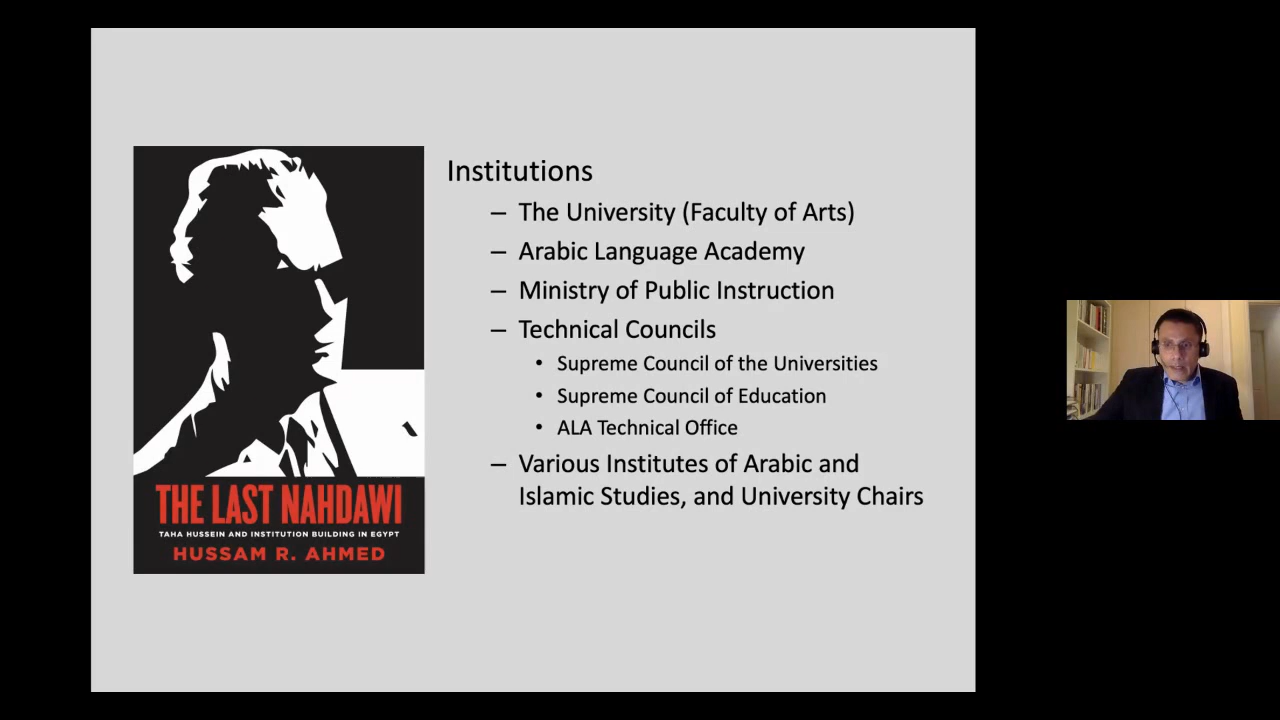 Institutions
– The University (Faculty of Arts)
– Arabic Language Academy
– Ministry of Public Instruction
– Technical Councils
• Supreme Council of the Universities
• Supreme Council of Education
• ALA Technical Office
– Various Institutes of Arabic and
Islamic Studies, and University Chairs
THE LAST NAHDAWI
TAHA HUSSEIN AND INSTITUTION BUILDING IN EGYPT
HUSSAM R. AHMED